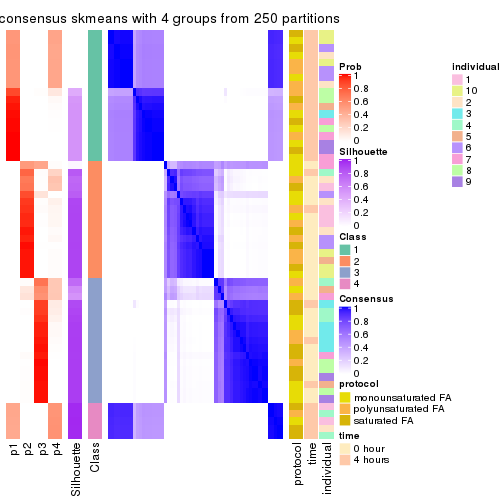 consensus skmeans with 4 groups from 250 partitions
Prob
1
0.8
0.6
0.4
0.2
0
Silhouette
1
0.8
0.6
0.4
0.2
0
Class
1
2
3
4
Consensus
1
0.8
0.6
0.4
0.2
0
protocol
monounsaturated FA
polyunsaturated FA
saturated FA
time
0 hour
4 hours
individual
1
10
2
3
4
5
6
7
8
9
p1
p2
p3
p4
Silhouette
Class
protocol
time
individual